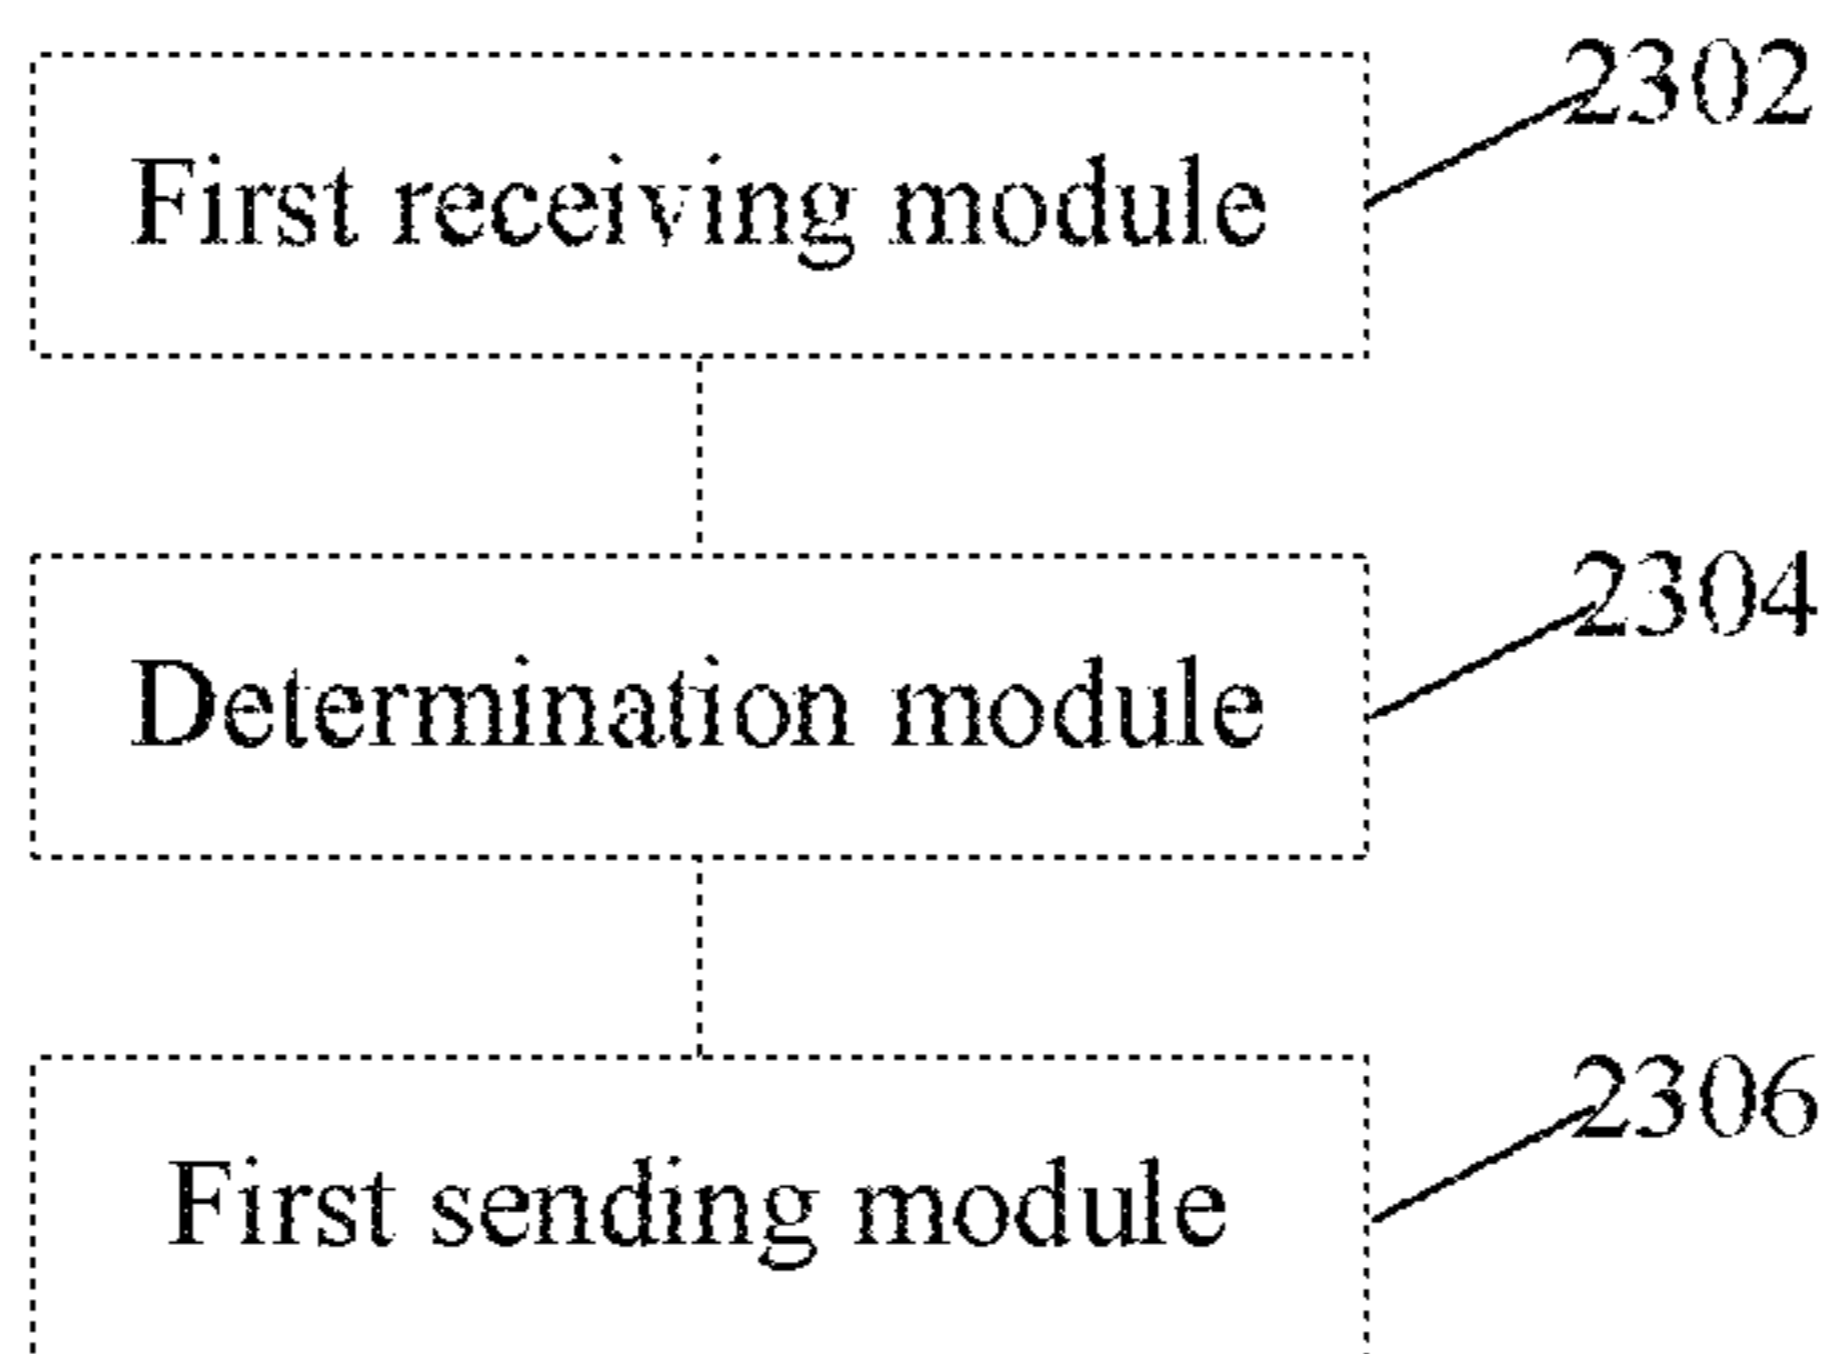 2302
First receiving module
2304
Determination module
2306
First sending module